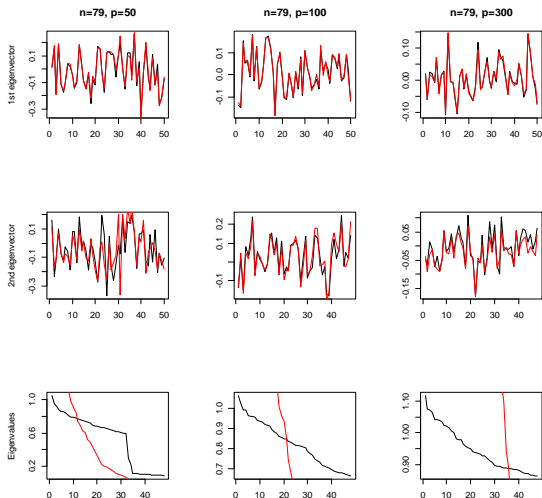 n=79, p=50
n=79, p=100
n=79, p=300
1st eigenvector
-0.3 -0.1 0.1
0 10 20 30 40 50
-0.1 0.0 0.1
0 10 20 30 40 50
-0.10 0.00 0.10
0 10 20 30 40 50
2nd eigenvector
-0.3 -0.1 0.1
0 10 20 30 40 50
-0.1 0.1 0.2
0 10 20 30 40
-0.15 -0.05 0.05
0 10 20 30 40 50
Eigenvalues
0.2 0.6 1.0
0 10 20 30 40
0.7 0.8 0.9 1.0
0 10 20 30 40
0.90 1.00 1.10
0 10 20 30 40